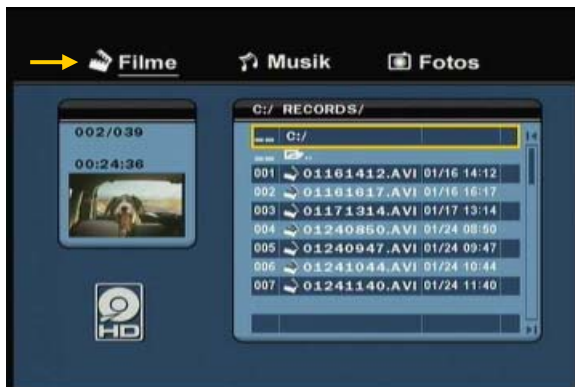 Filme Musik Fotos
C:/ RECORDS/
002/039
00:24:36
__ C:/
__ ..
001 01161412.AVI 01/16 14:12
002 01161617.AVI 01/16 16:17
003 01171314.AVI 01/17 13:14
004 01240850.AVI 01/24 08:50
005 01240947.AVI 01/24 09:47
006 01241044.AVI 01/24 10:44
007 01241140.AVI 01/24 11:40
HD